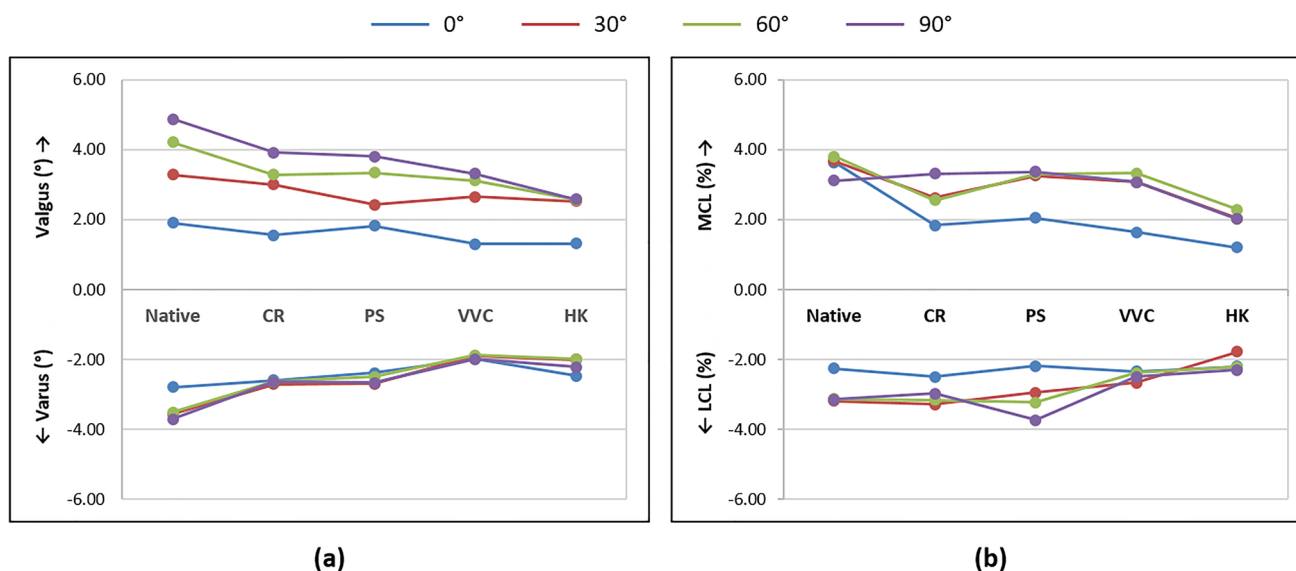 0° 30° 60° 90°
6.00
4.00
2.00
0.00
-2.00
-4.00
-6.00
Valgus (°) →
← Varus (°)
Native CR PS VVC HK
(a)
6.00
4.00
2.00
0.00
-2.00
-4.00
-6.00
MCL (%) →
← LCL (%)
Native CR PS VVC HK
(b)